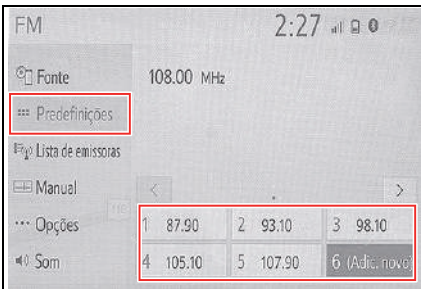 FM 2:27
Fonte
108.00 MHz
Predefinições
Lista de emissoras
Manual
Opções
Som
1 87.90 2 93.10 3 98.10
4 105.10 5 107.90 6 (Adic. novo)